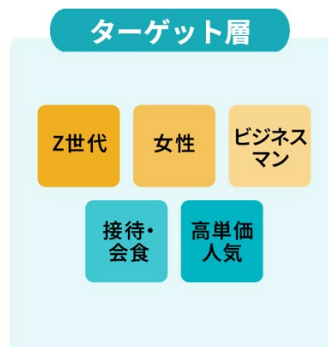 ターゲット層
Z世代
女性
ビジネス
マン
接待・
会食
高単価
人気